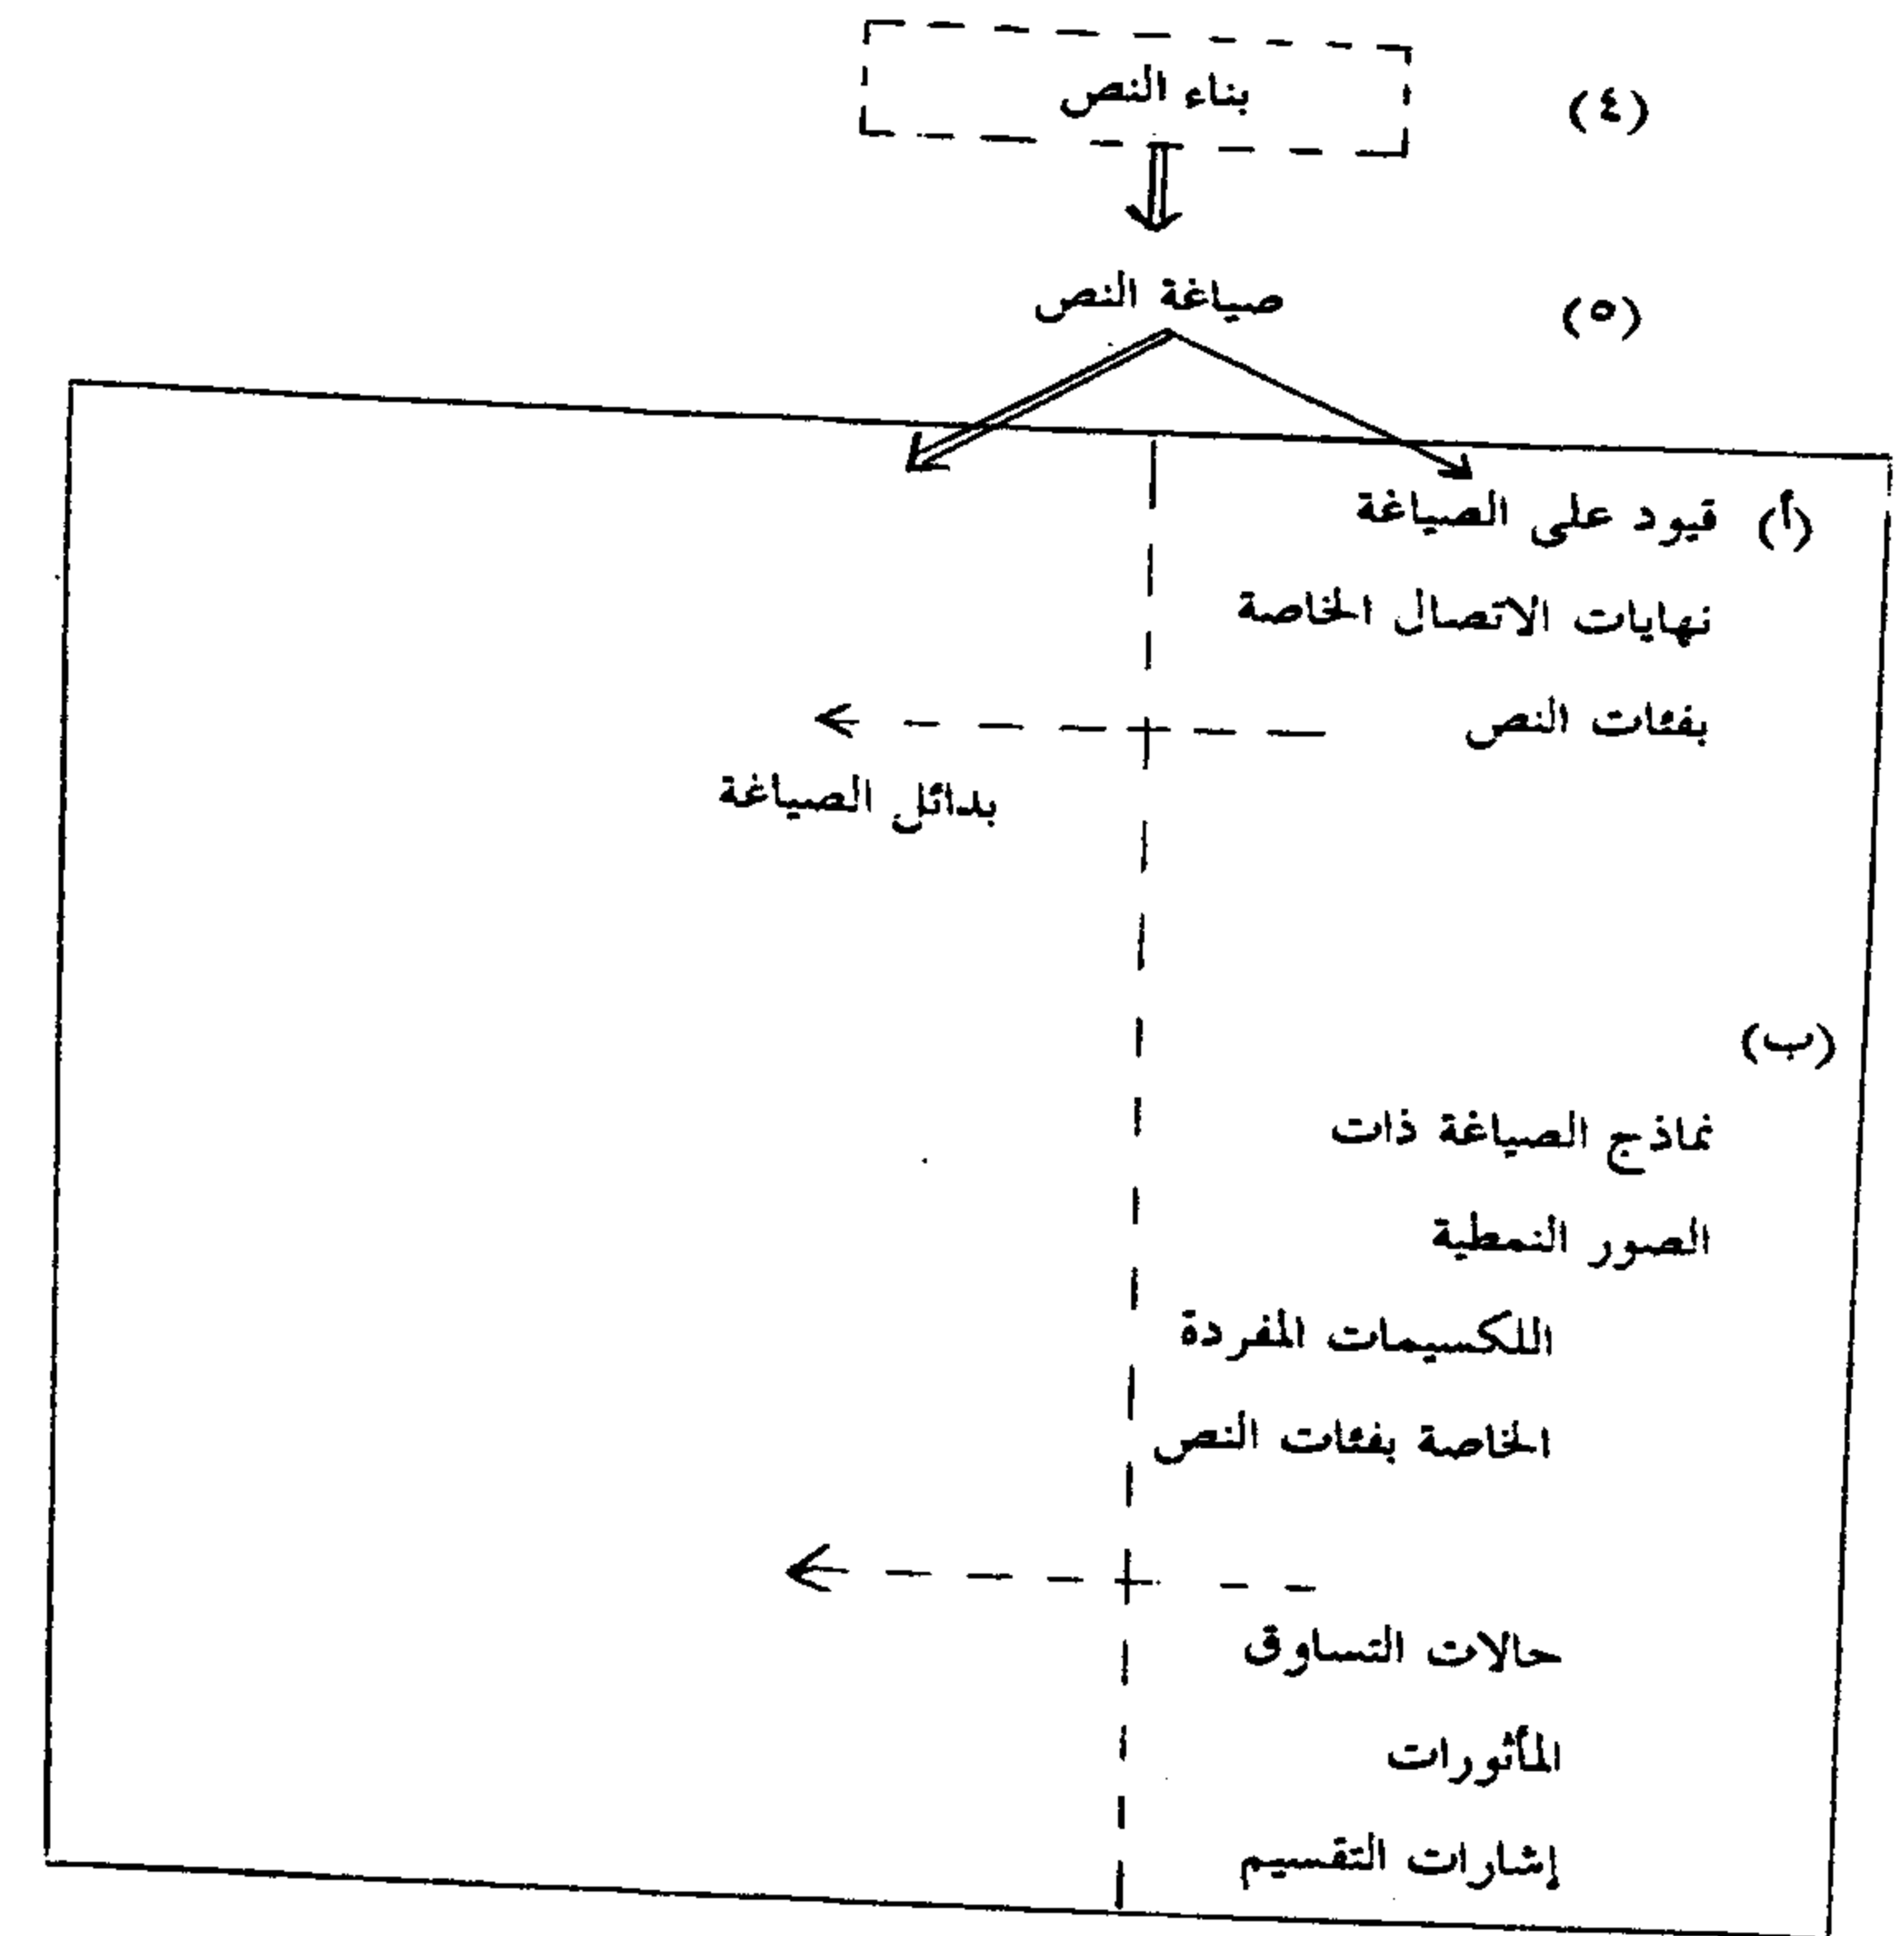 (٤) بناء النص
(٥) صياغة النص
(أ) قيود على الصياغة
نهايات الاتصال الخاصة
بفئات النص
بدائل الصياغة
(ب)
نماذج الصياغة ذات
الصور النمطية
اللكسيمات المفردة
الخاصة بفئات النص
حالات التساوق
المأثورات
إشارات التقسيم